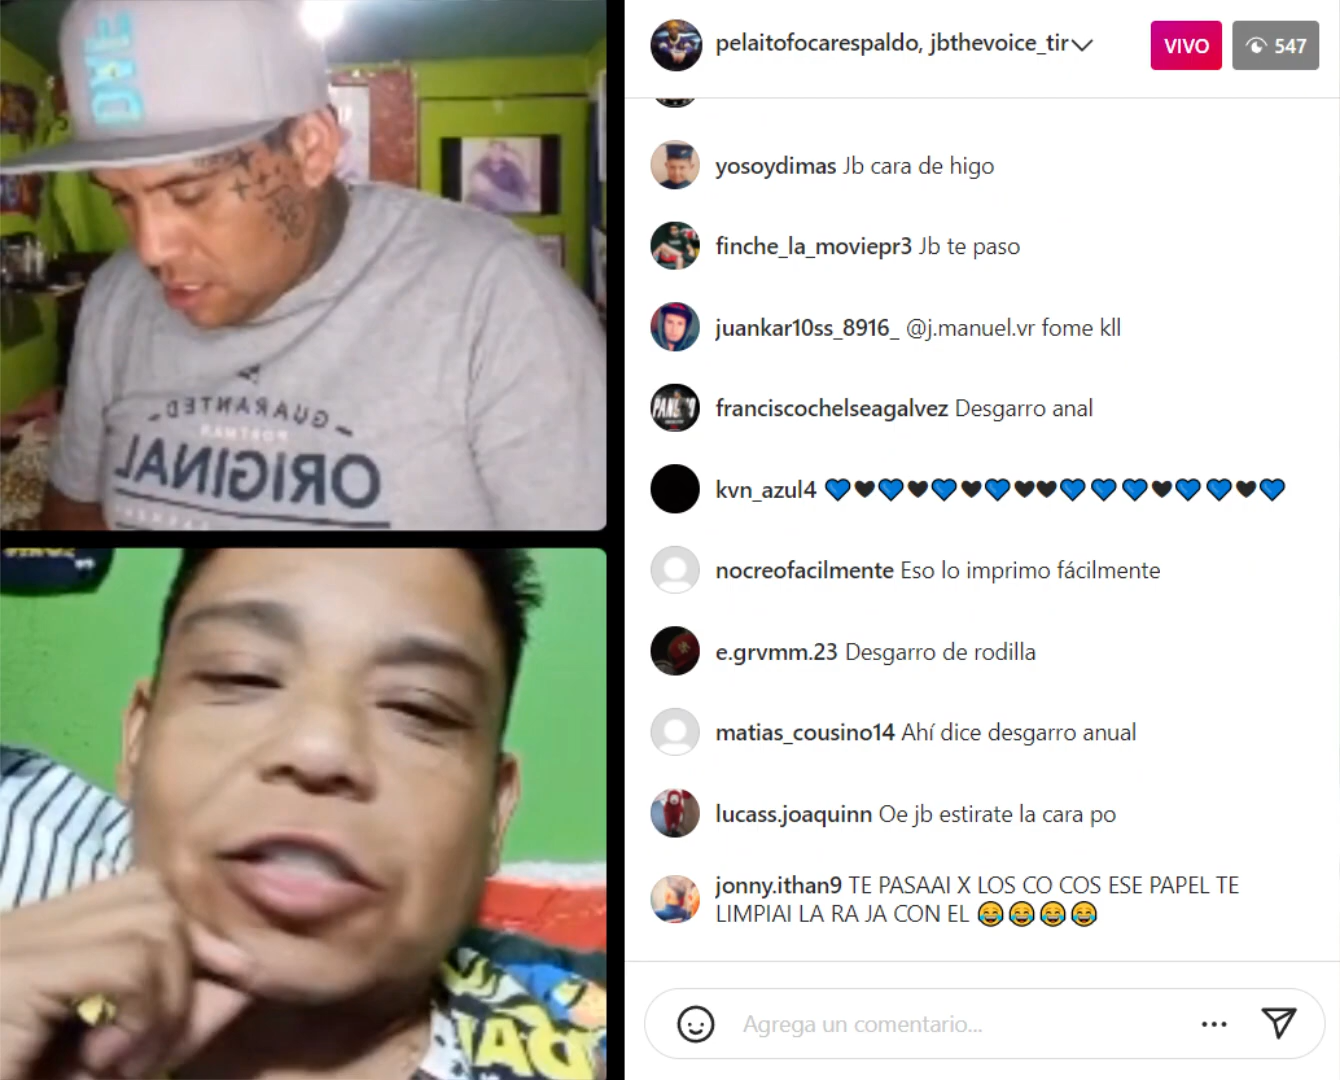 DYE
GUARANTED
ORIGINAL
pelaitofocarespaldo, jbthevoice_tir
VIVO
547
yosoydimas Jb cara de higo
finche_la_moviepr3 Jb te paso
juankar10ss_8916_ @j.manuel.vr fome kll
franciscochelseagalvez Desgarro anal
kvn_azul4 💙🖤💙🖤💙🖤💙🖤🖤💙💙💙🖤💙💙🖤💙
nocreofacilmente Eso lo imprimo fácilmente
e.grvmm.23 Desgarro de rodilla
matias_cousino14 Ahí dice desgarro anual
lucass.joaquinn Oe jb estirate la cara po
jonny.ithan9 TE PASAAI X LOS CO COS ESE PAPEL TE
LIMPIAI LA RA JA CON EL 😂😂😂😂
Agrega un comentario...